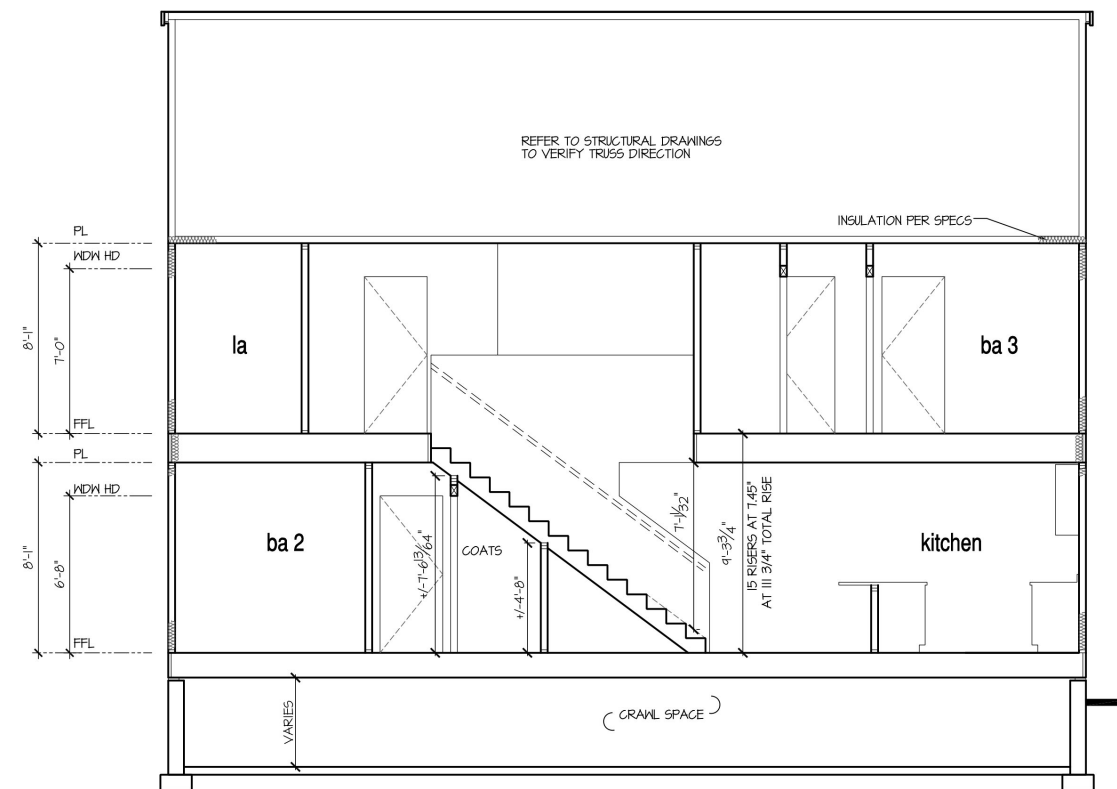 REFER TO STRUCTURAL DRAWINGS
TO VERIFY TRUSS DIRECTION
INSULATION PER SPECS
PL
WDW HD
8'-1"
7'-0"
la
ba 3
FFL
PL
WDW HD
8'-1"
6'-8"
ba 2
+/-7'-6 13/64"
COATS
+/-4'-8"
7'-1/32"
9'-3 3/4"
15 RISERS AT 7.45"
AT 111 3/4" TOTAL RISE
kitchen
FFL
VARIES
CRAWL SPACE